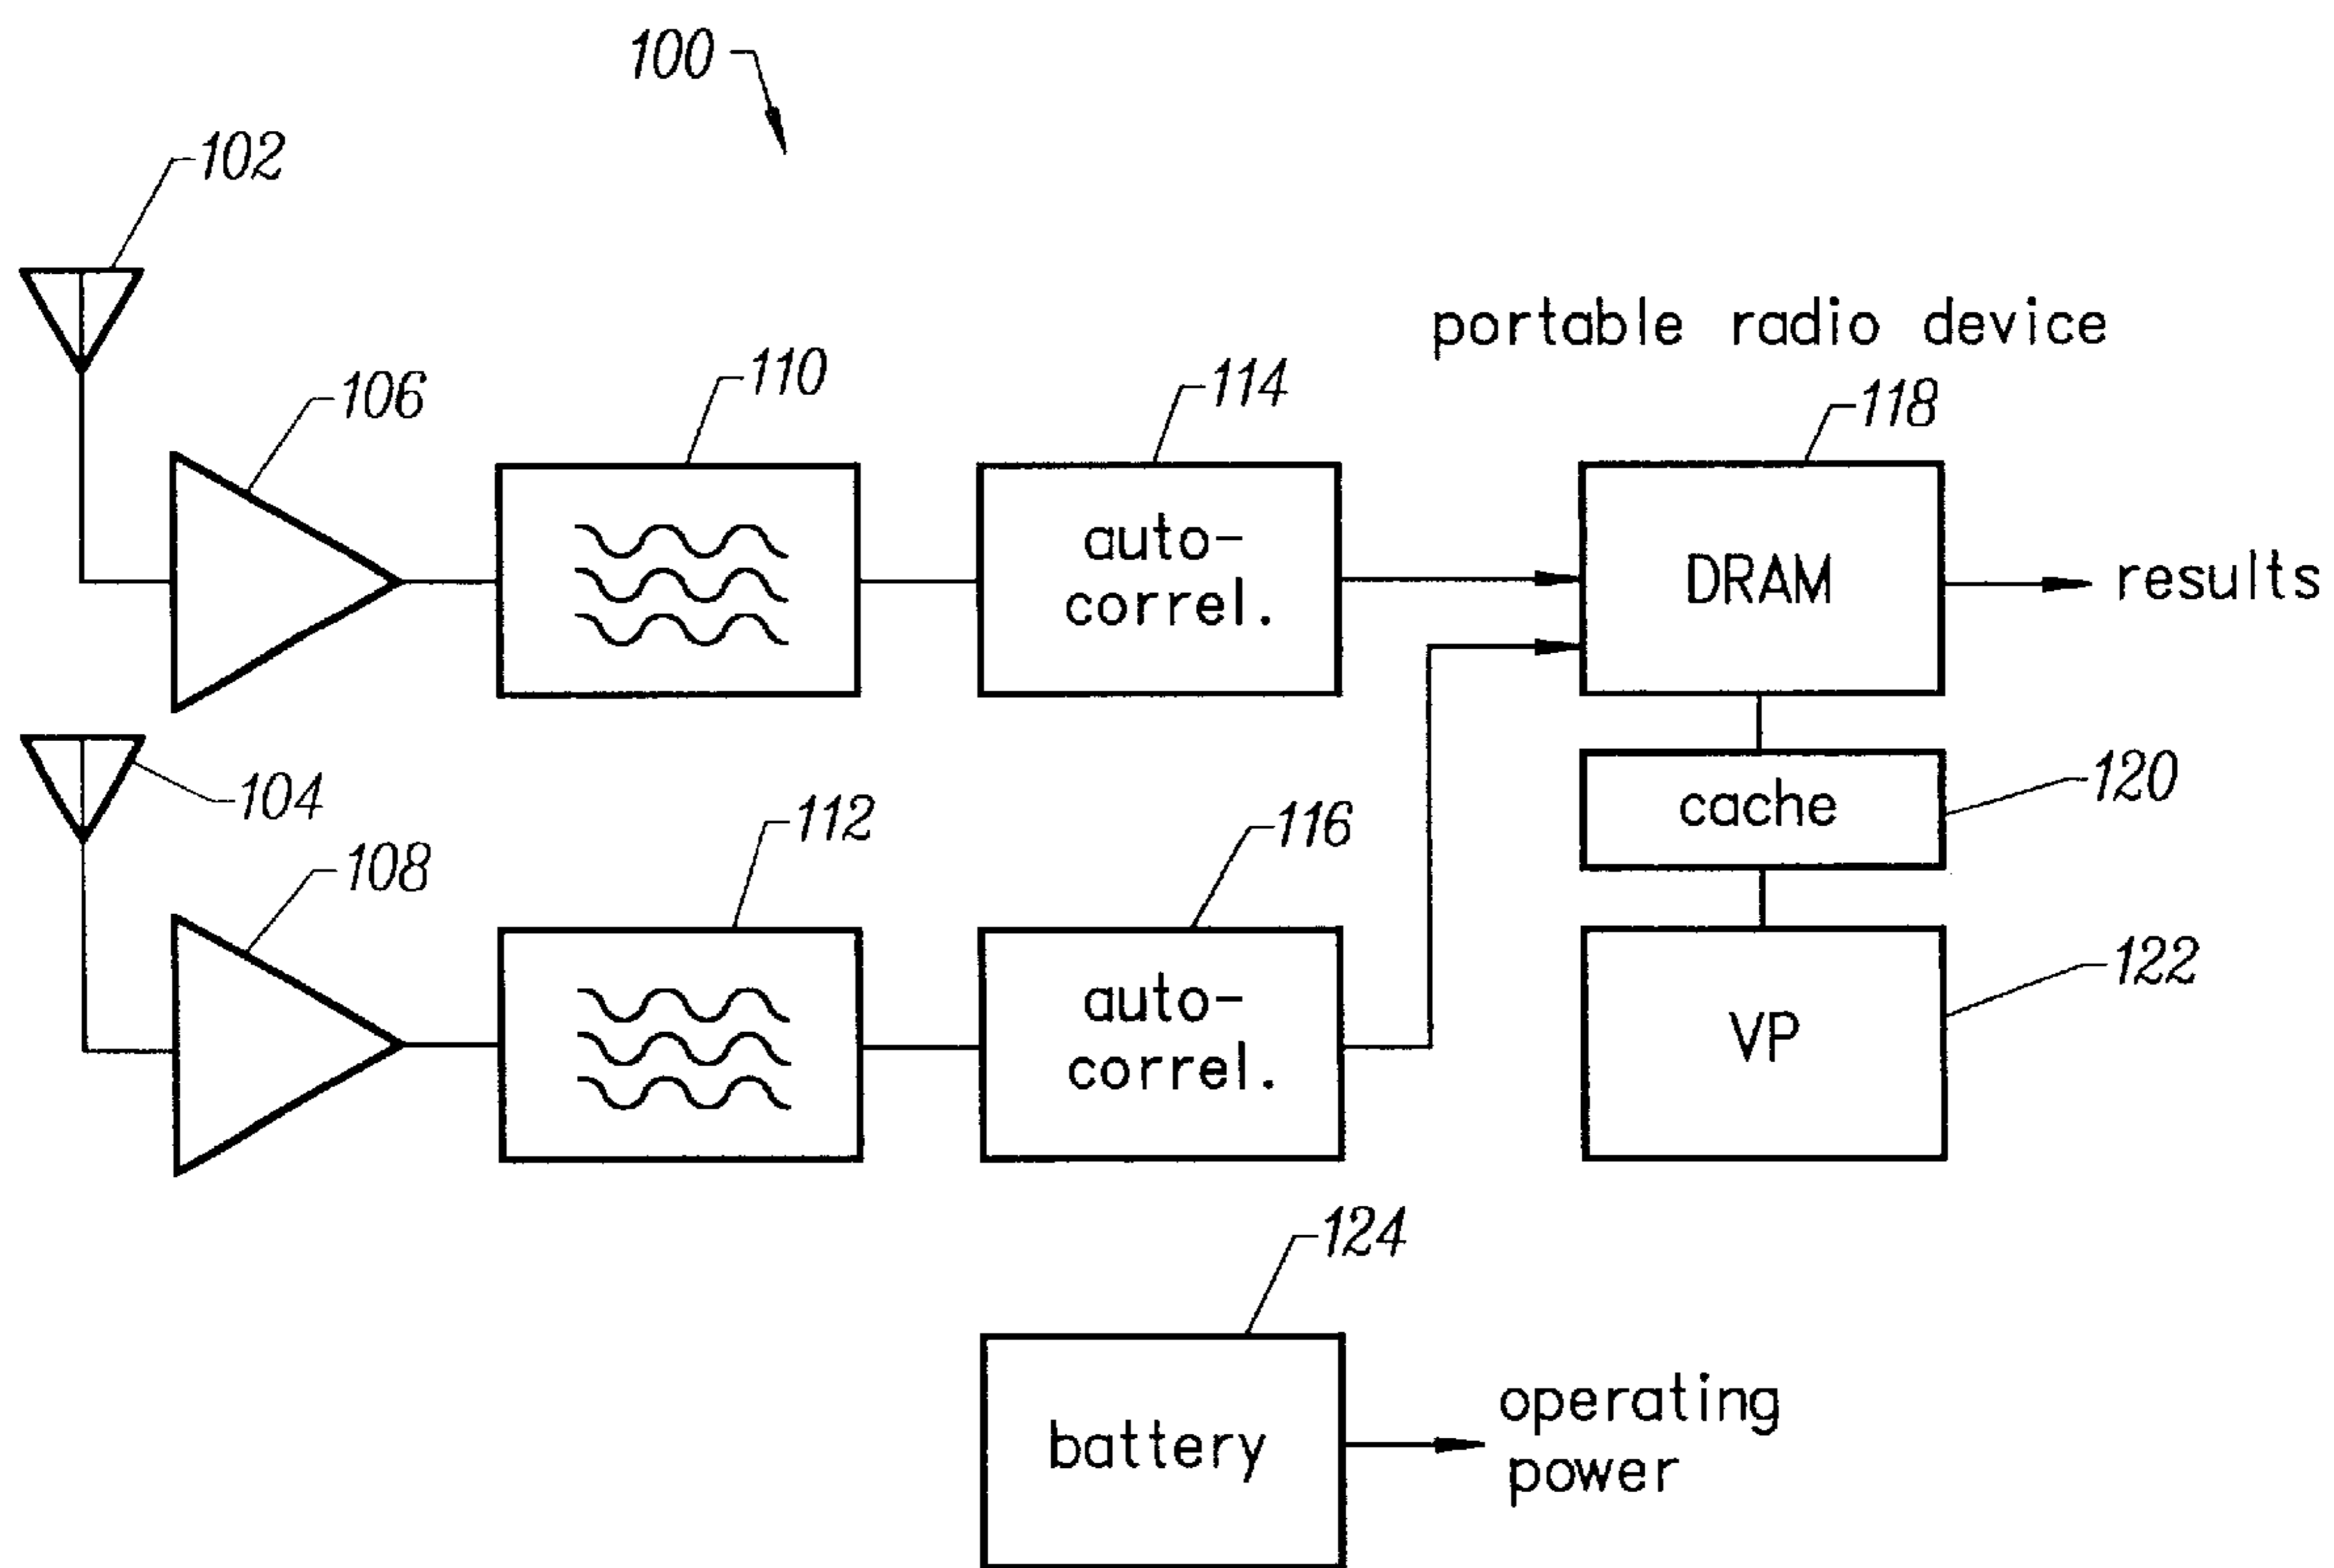 100
102
portable radio device
106
110
114
118
auto-
correl.
DRAM
results
104
112
116
cache
120
108
auto-
correl.
VP
122
124
battery
operating
power